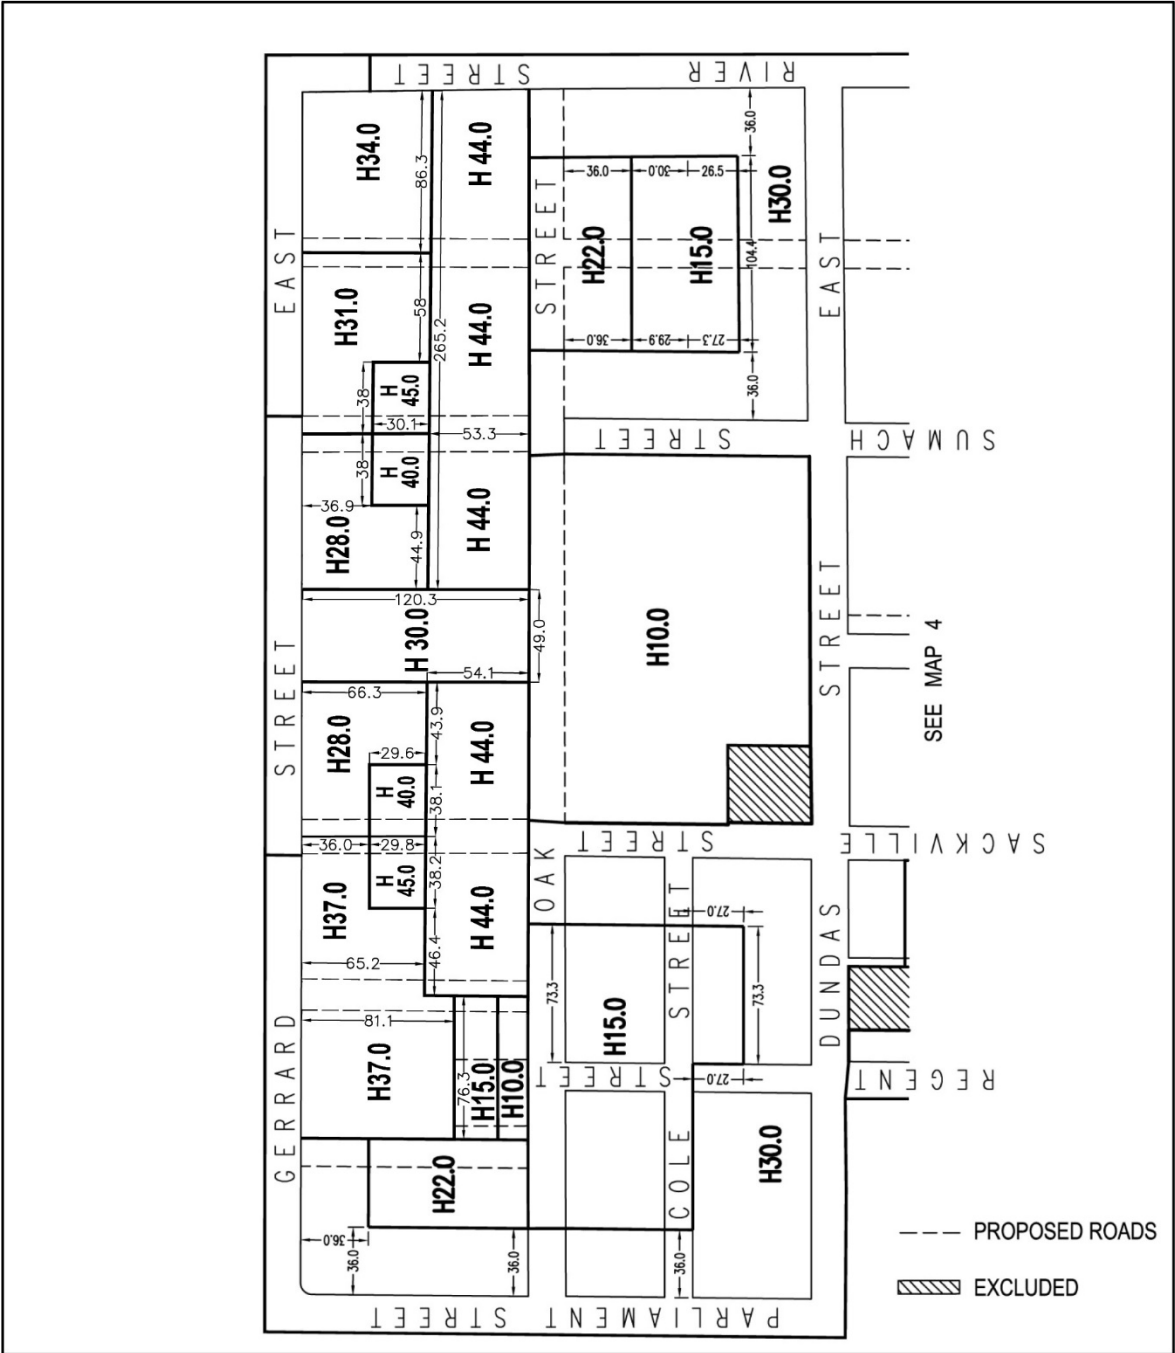 STREET RIVER
H34.0
86.3
H 44.0
36.0
36.0 30.0 26.5
H30.0
EAST
STREET
H22.0
H15.0
104.4
EAST
H31.0
58
265.2
H 44.0
36.0 29.9 27.3
36.0
38
H 45.0
30.1
53.3
STREET SUMACH
38
H 40.0
36.9
H28.0
44.9
H 44.0
120.3
H 30.0
49.0
54.1
H10.0
STREET
STREET
SEE MAP 4
66.3
H28.0
43.9
29.6
H 40.0
38.1
H 44.0
36.0
29.8
STREET SACKVILLE
H 45.0
38.2
H37.0
H 44.0
OAK
27.0
65.2
46.4
73.3
H15.0
COLE STREET
73.3
DUNDAS
81.1
H37.0
76.3
H15.0
H10.0
STREET REGENT
27.0
GERRARD
H22.0
H30.0
36.0
36.0
36.0
36.0
STREET PARLIAMENT
PROPOSED ROADS
EXCLUDED